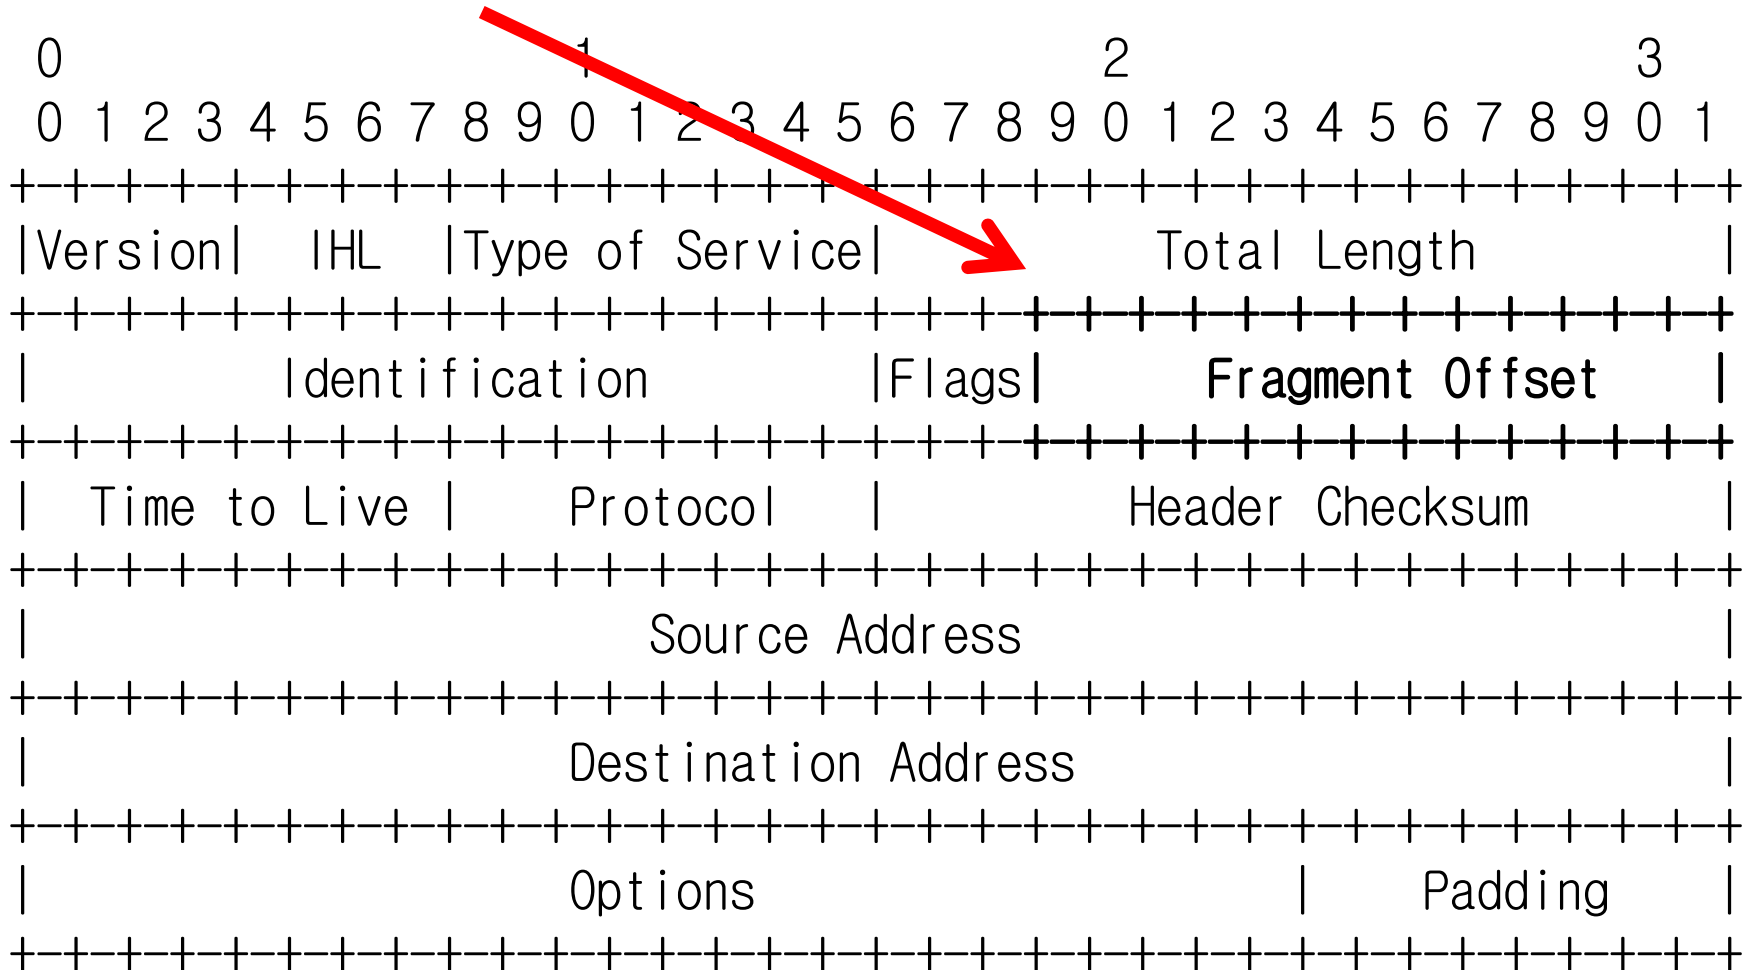 0                   1                   2                   3
 0 1 2 3 4 5 6 7 8 9 0 1 2 3 4 5 6 7 8 9 0 1 2 3 4 5 6 7 8 9 0 1
+-+-+-+-+-+-+-+-+-+-+-+-+-+-+-+-+-+-+-+-+-+-+-+-+-+-+-+-+-+-+-+-+
|Version|  IHL  |Type of Service|          Total Length         |
+-+-+-+-+-+-+-+-+-+-+-+-+-+-+-+-+-+-+-+-+-+-+-+-+-+-+-+-+-+-+-+-+
|         Identification        |Flags|      Fragment Offset    |
+-+-+-+-+-+-+-+-+-+-+-+-+-+-+-+-+-+-+-+-+-+-+-+-+-+-+-+-+-+-+-+-+
|  Time to Live |    Protocol   |         Header Checksum       |
+-+-+-+-+-+-+-+-+-+-+-+-+-+-+-+-+-+-+-+-+-+-+-+-+-+-+-+-+-+-+-+-+
|                       Source Address                          |
+-+-+-+-+-+-+-+-+-+-+-+-+-+-+-+-+-+-+-+-+-+-+-+-+-+-+-+-+-+-+-+-+
|                    Destination Address                        |
+-+-+-+-+-+-+-+-+-+-+-+-+-+-+-+-+-+-+-+-+-+-+-+-+-+-+-+-+-+-+-+-+
|                    Options                    |    Padding    |
+-+-+-+-+-+-+-+-+-+-+-+-+-+-+-+-+-+-+-+-+-+-+-+-+-+-+-+-+-+-+-+-+